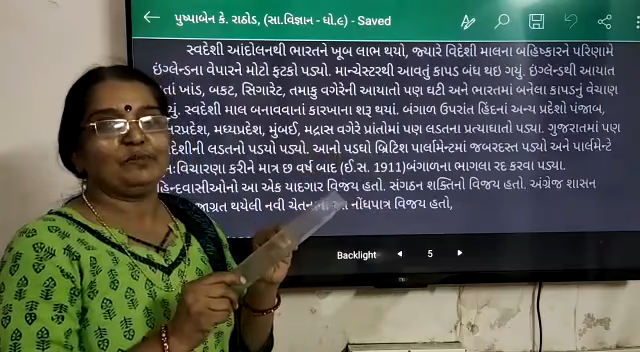 પુષ્પાબેન કે. રાઠોડ, (સા.વિજ્ઞાન - ધો.૯) - Saved
સ્વદેશી આંદોલનથી ભારતને ખૂબ લાભ થયો, જ્યારે વિદેશી માલના બહિષ્કારને પરિણામે
ઇંગ્લેન્ડના વેપારને મોટો ફટકો પડ્યો. માન્ચેસ્ટરથી આવતું કાપડ બંધ થઇ ગયું. ઇંગ્લેન્ડથી આયાત
ખાંડ, બકટ, સિગારેટ, તમાકુ વગેરેની આયાતો પણ ઘટી અને ભારતમાં બનેલા કાપડનું વેચાણ
સ્વદેશી માલ બનાવવાનાં કારખાના શરૂ થયાં. બંગાળ ઉપરાંત હિંદનાં અન્ય પ્રદેશો પંજાબ,
મધ્યપ્રદેશ, મુંબઈ, મદ્રાસ વગેરે પ્રાંતોમાં પણ લડતના પ્રત્યાઘાતો પડ્યા. ગુજરાતમાં પણ
લડતનો પડઘો પડ્યો. આનો પડઘો બ્રિટિશ પાર્લામેન્ટમાં જબરદસ્ત પડ્યો અને પાર્લામેન્ટે
વિચારણા કરીને માત્ર છ વર્ષ બાદ (ઈ.સ. 1911)બંગાળના ભાગલા રદ કરવા પડ્યા.
હિન્દવાસીઓનો આ એક યાદગાર વિજય હતો. સંગઠન શક્તિનો વિજય હતો. અંગ્રેજ શાસન
જાગ્રત થયેલી નવી નોંધપાત્ર વિજય હતો,
Backlight 5